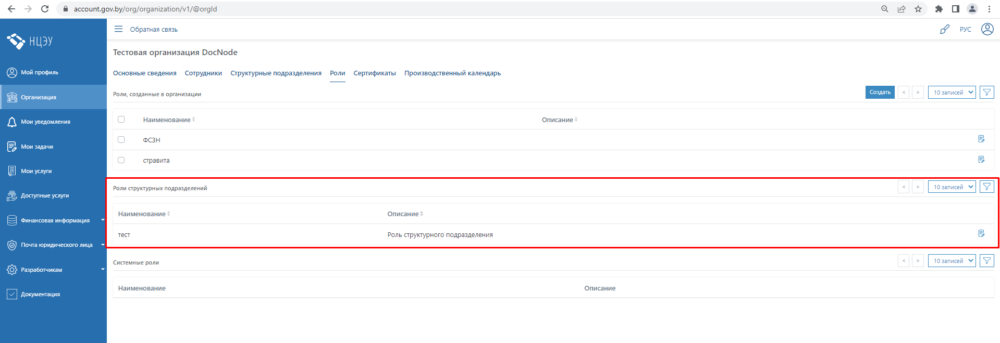 account.gov.by/org/organization/v1/@orgId
НЦЭУ
Обратная связь
РУС
Мой профиль
Организация
Мои уведомления
Мои задачи
Мои услуги
Доступные услуги
Финансовая информация
Почта юридического лица
Разработчикам
Документация
Тестовая организация DocNode
Основные сведения Сотрудники Структурные подразделения Роли Сертификаты Производственный календарь
Роли, созданные в организации Создать < > 10 записей
Наименование Описание
ФСЗН
стравита
Роли структурных подразделений < > 10 записей
Наименование Описание
тест Роль структурного подразделения
Системные роли < > 10 записей
Наименование Описание